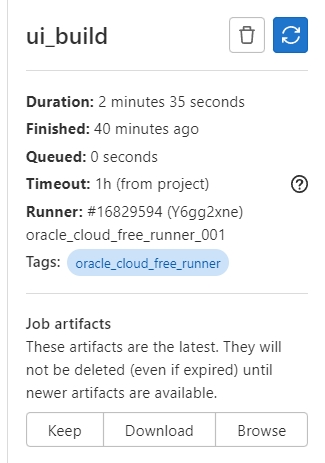 ui_build
Duration: 2 minutes 35 seconds
Finished: 40 minutes ago
Queued: 0 seconds
Timeout: 1h (from project)
Runner: #16829594 (Y6gg2xne)
oracle_cloud_free_runner_001
Tags: oracle_cloud_free_runner
Job artifacts
These artifacts are the latest. They will
not be deleted (even if expired) until
newer artifacts are available.
Keep Download Browse